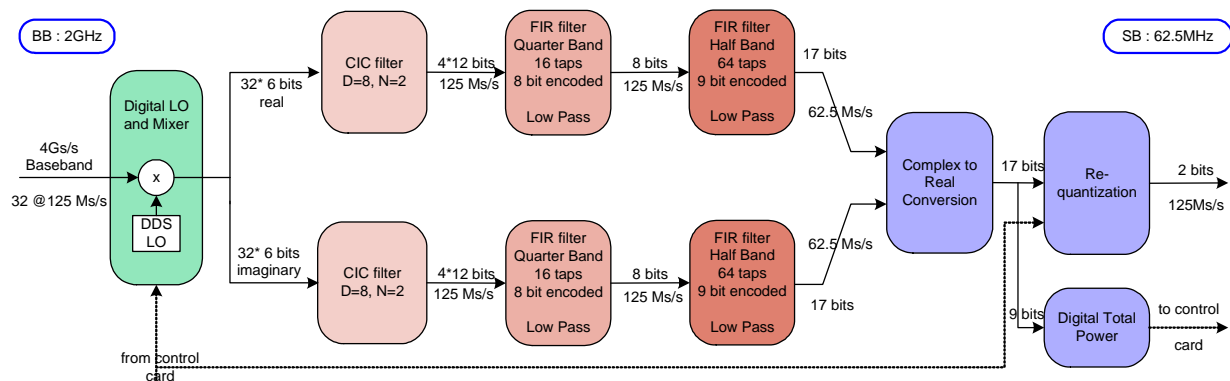 BB : 2GHz
SB : 62.5MHz
Digital LO
and Mixer
4Gs/s
Baseband
32 @125 Ms/s
x
DDS
LO
from control
card
32* 6 bits
real
CIC filter
D=8, N=2
4*12 bits
125 Ms/s
FIR filter
Quarter Band
16 taps
8 bit encoded
Low Pass
8 bits
125 Ms/s
FIR filter
Half Band
64 taps
9 bit encoded
Low Pass
17 bits
62.5 Ms/s
32* 6 bits
imaginary
CIC filter
D=8, N=2
4*12 bits
125 Ms/s
FIR filter
Quarter Band
16 taps
8 bit encoded
Low Pass
8 bits
125 Ms/s
FIR filter
Half Band
64 taps
9 bit encoded
Low Pass
62.5 Ms/s
17 bits
Complex to
Real
Conversion
17 bits
Re-
quantization
2 bits
125Ms/s
9 bits
Digital Total
Power
to control
card